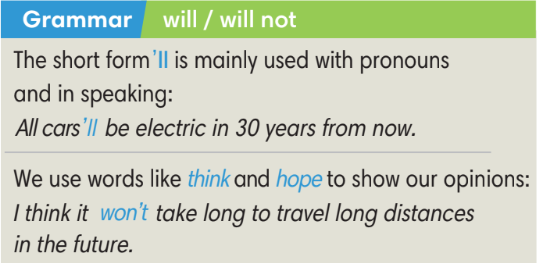 Grammar will / will not
The short form 'll is mainly used with pronouns
and in speaking:
All cars'll be electric in 30 years from now.
We use words like think and hope to show our opinions:
I think it won't take long to travel long distances
in the future.